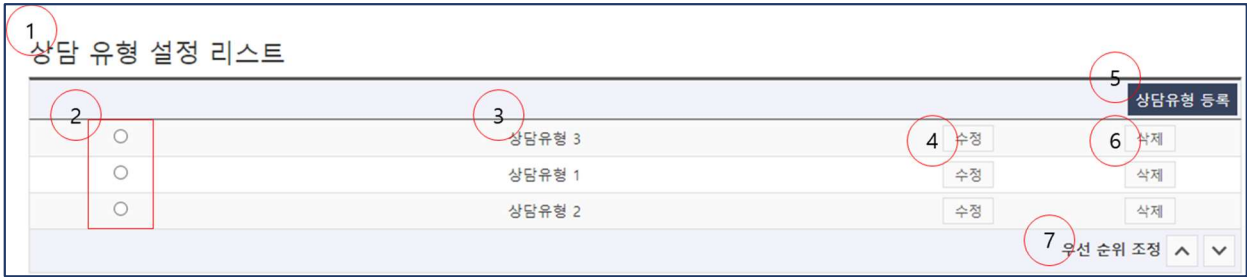 1
상담 유형 설정 리스트
5
상담유형 등록
2
3
상담유형 3
4
수정
6
삭제
상담유형 1
수정
삭제
상담유형 2
수정
삭제
7
우선 순위 조정